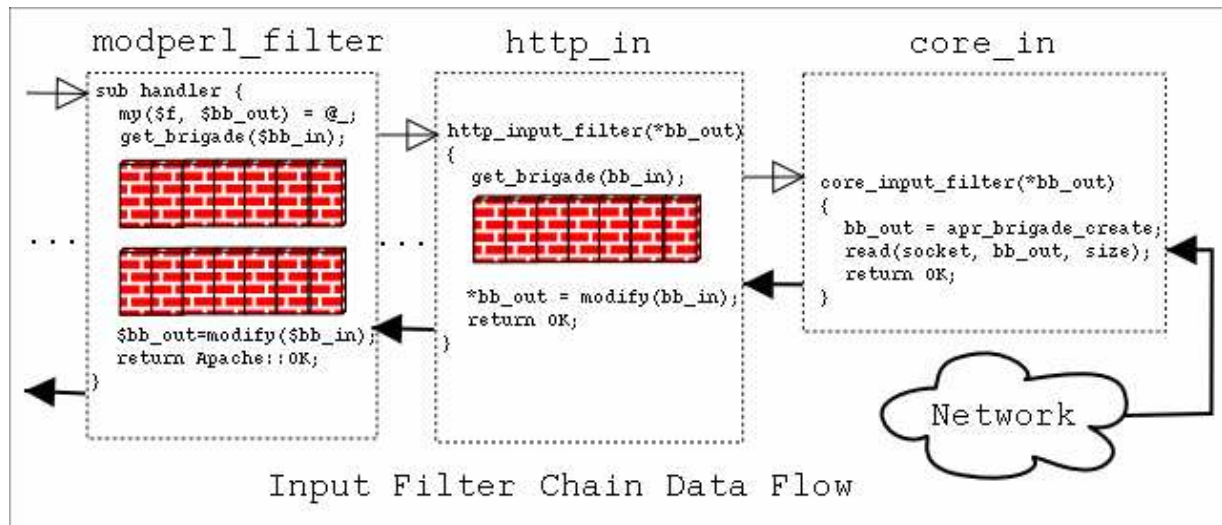 modperl_filter
sub handler {
my($f, $bb_out) = @_;
get_brigade($bb_in);
...
$bb_out=modify($bb_in);
return Apache::OK;
}
http_in
http_input_filter(*bb_out)
{
get_brigade(bb_in);
...
*bb_out = modify(bb_in);
return OK;
}
core_in
core_input_filter(*bb_out)
{
bb_out = apr_brigade_create;
read(socket, bb_out, size);
return OK;
}
Network
Input Filter Chain Data Flow